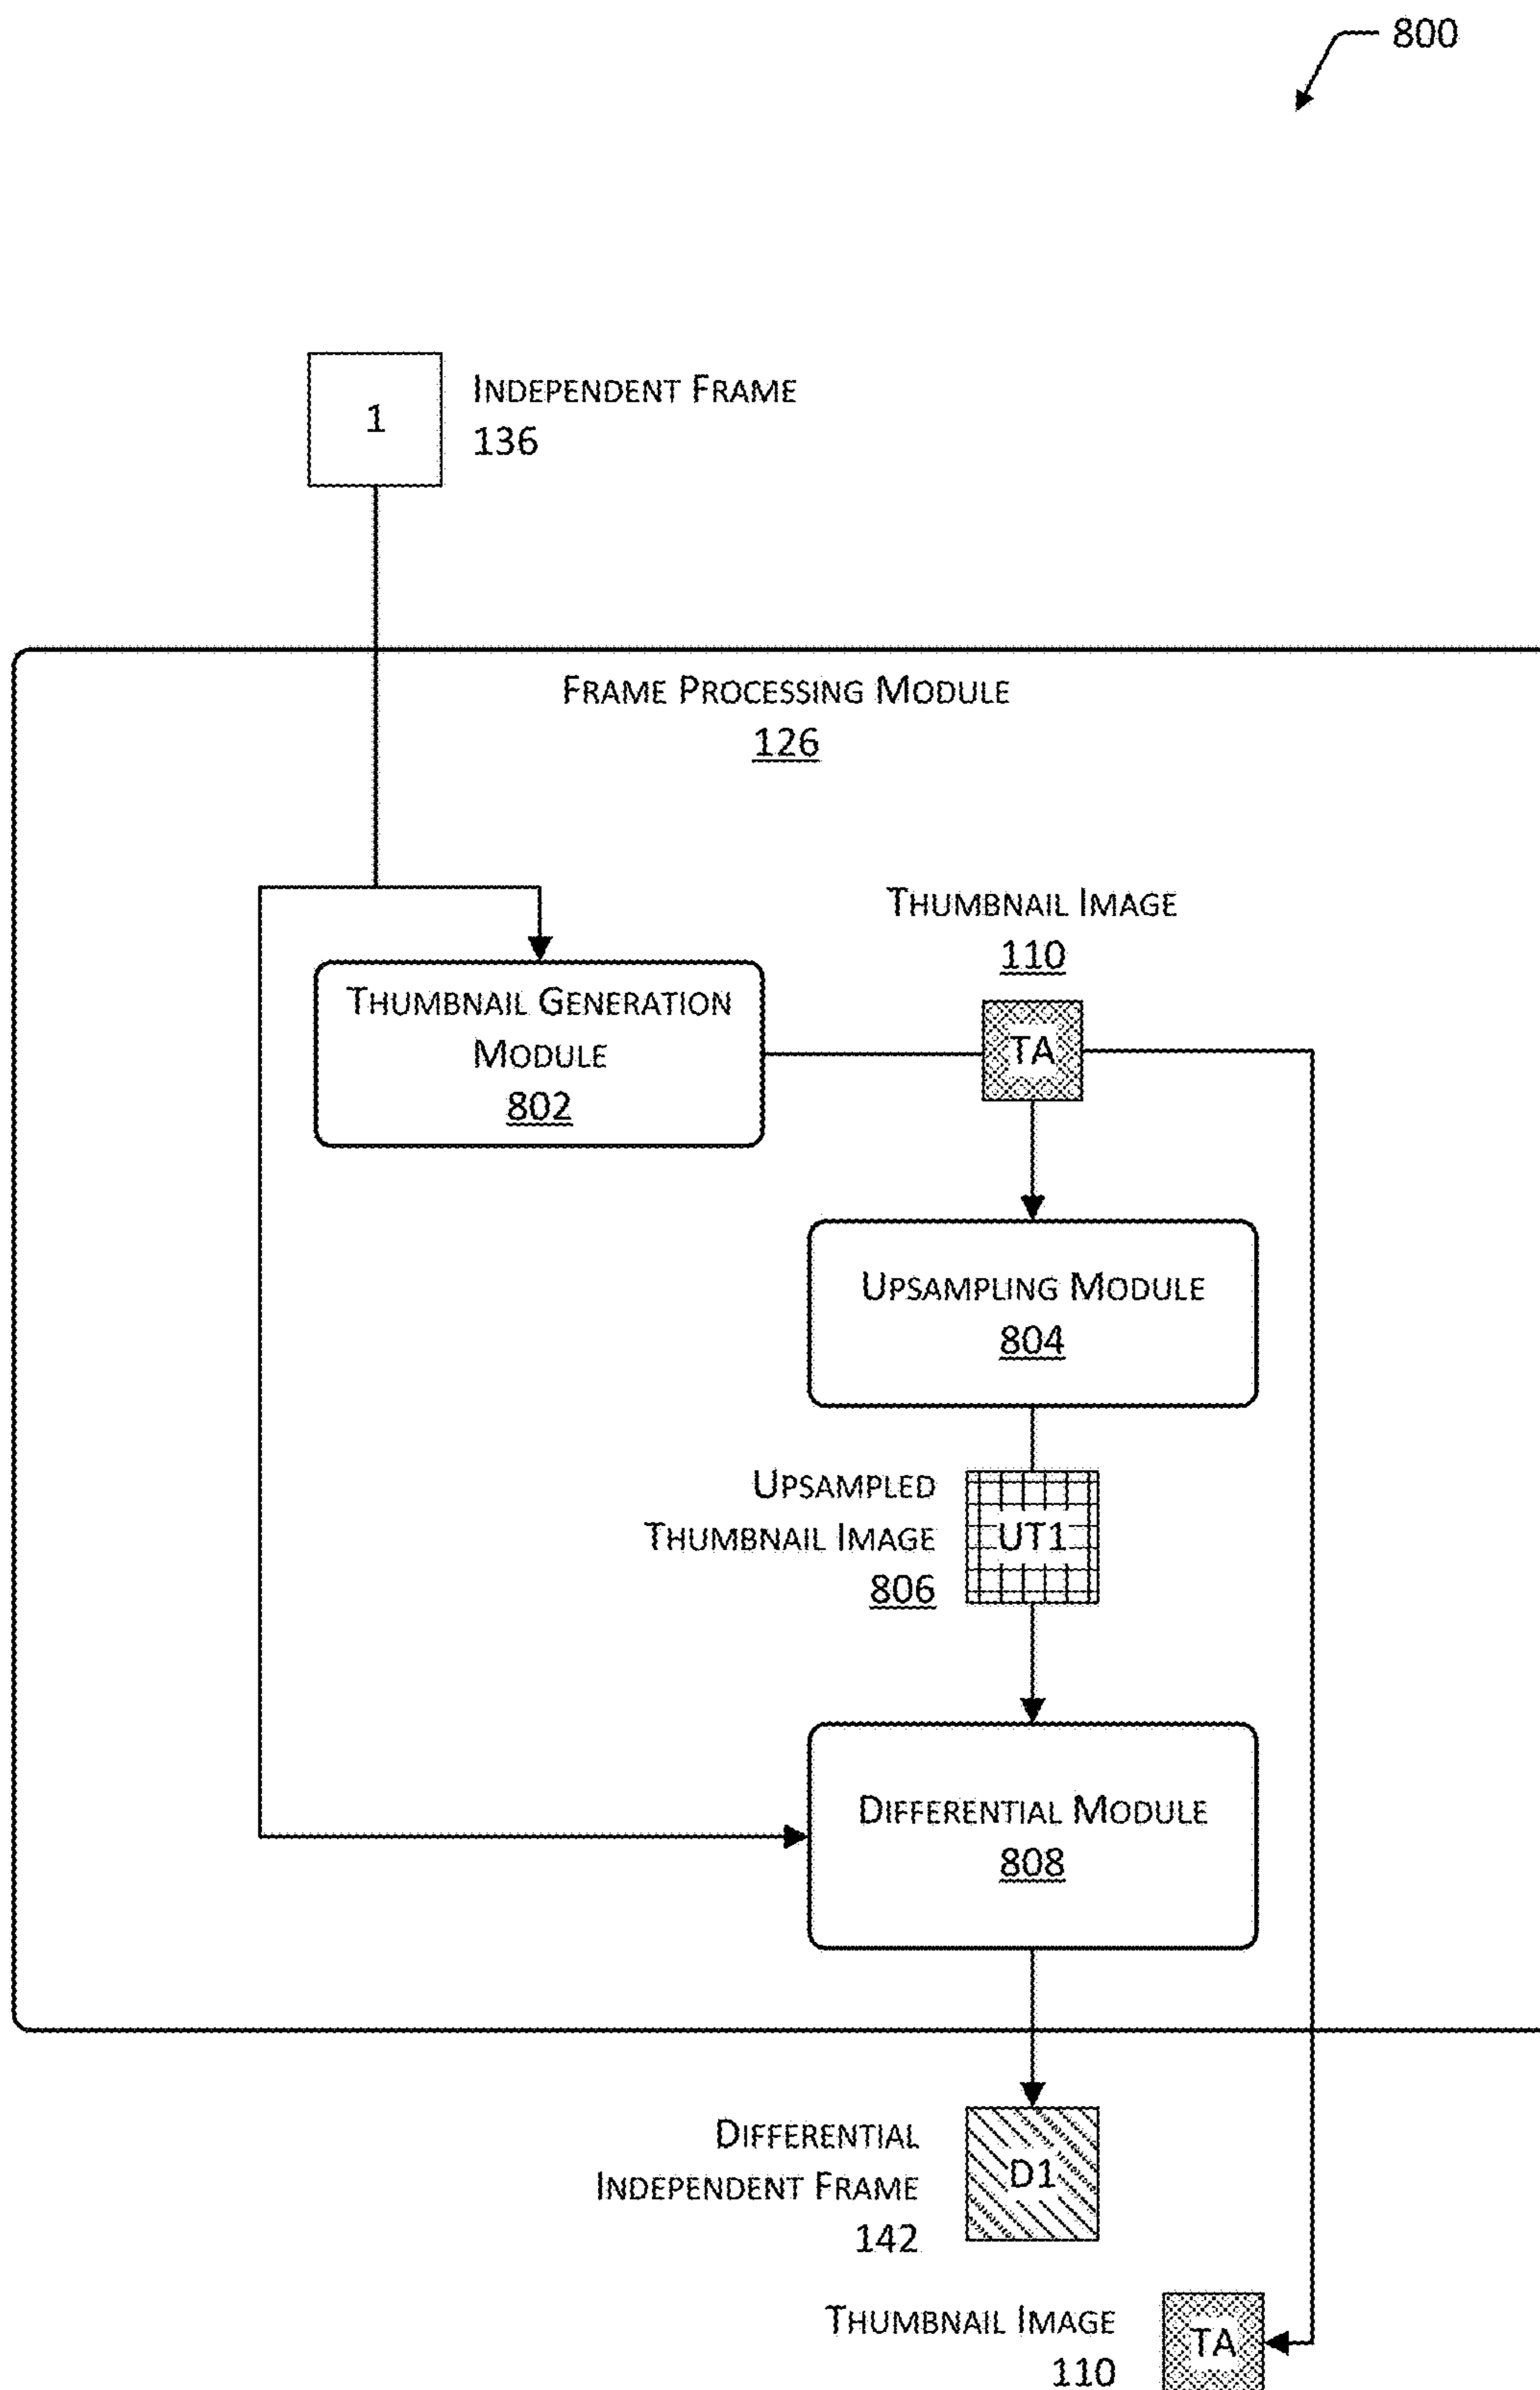 800
1
INDEPENDENT FRAME
136
FRAME PROCESSING MODULE
126
THUMBNAIL IMAGE
110
TA
THUMBNAIL GENERATION
MODULE
802
UPSAMPLING MODULE
804
UPSAMPLED
THUMBNAIL IMAGE
806
UT1
DIFFERENTIAL MODULE
808
DIFFERENTIAL
INDEPENDENT FRAME
142
D1
THUMBNAIL IMAGE
110
TA